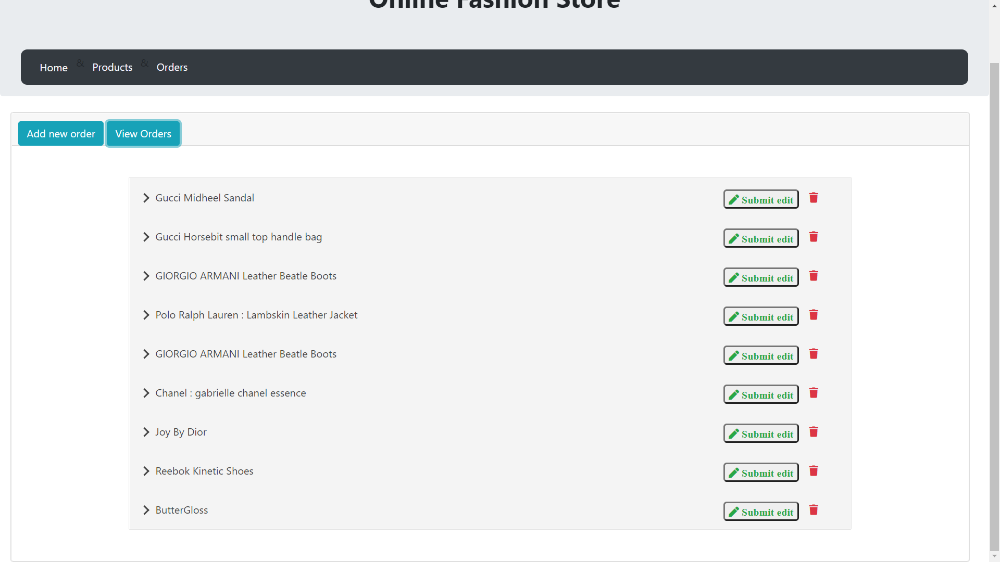 Online Fashion Store
Home & Products & Orders
Add new order View Orders
Gucci Midheel Sandal Submit edit
Gucci Horsebit small top handle bag Submit edit
GIORGIO ARMANI Leather Beatle Boots Submit edit
Polo Ralph Lauren : Lambskin Leather Jacket Submit edit
GIORGIO ARMANI Leather Beatle Boots Submit edit
Chanel : gabrielle chanel essence Submit edit
Joy By Dior Submit edit
Reebok Kinetic Shoes Submit edit
ButterGloss Submit edit